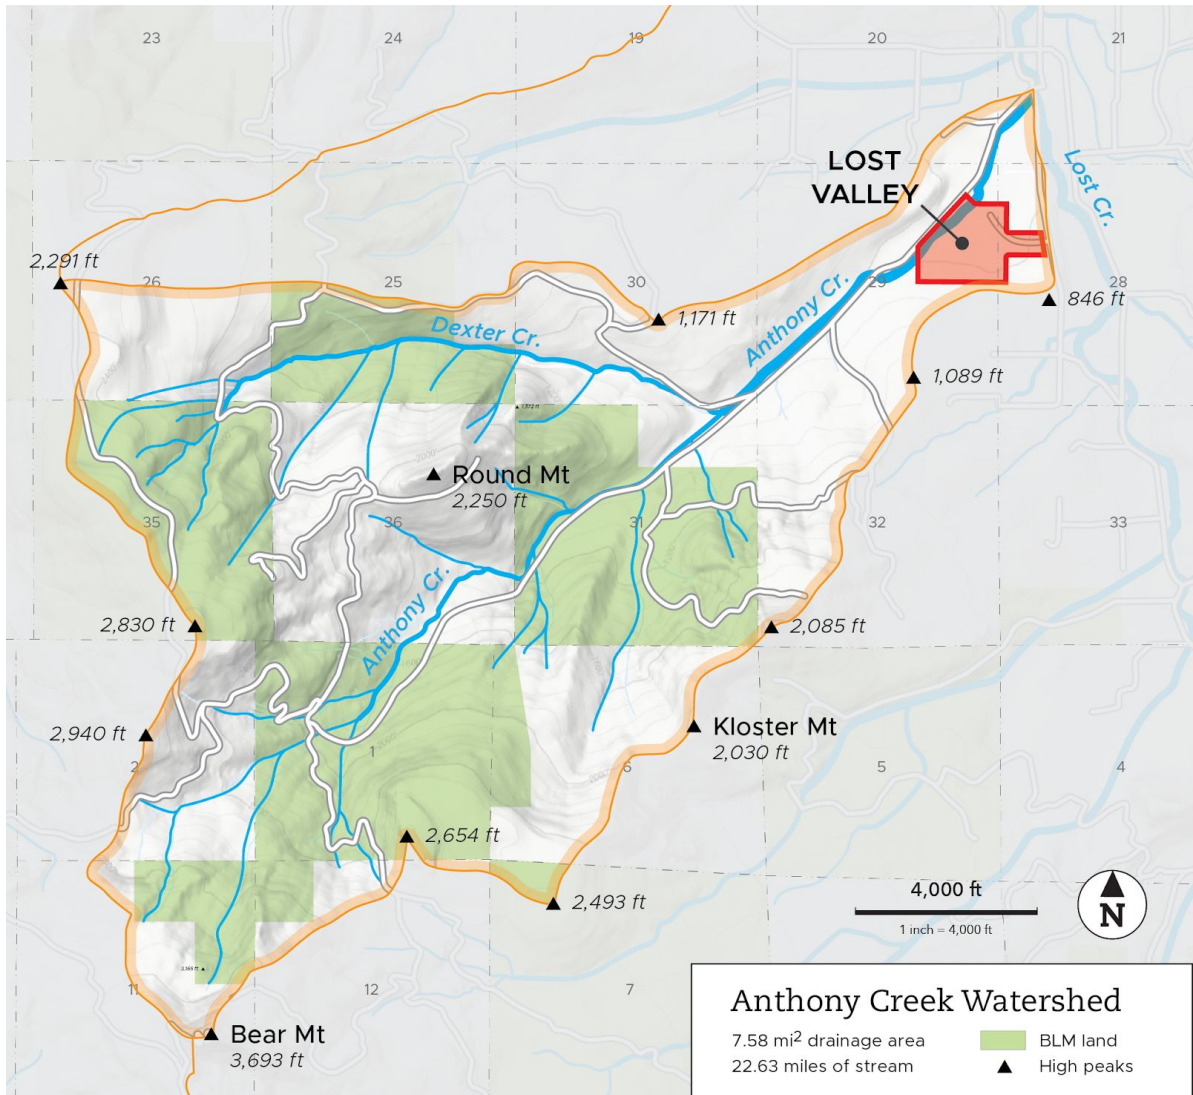 23
24
19
20
21
LOST
VALLEY
Lost Cr.
2,291 ft
26
25
30
29
28
846 ft
1,171 ft
Anthony Cr.
Dexter Cr.
1,089 ft
Round Mt
2,250 ft
35
36
31
32
33
Anthony Cr.
2,830 ft
2,085 ft
2,940 ft
Kloster Mt
2,030 ft
2
1
6
5
4
2,654 ft
2,493 ft
4,000 ft
1 inch = 4,000 ft
N
11
12
7
Bear Mt
3,693 ft
Anthony Creek Watershed
7.58 mi² drainage area
BLM land
22.63 miles of stream
High peaks